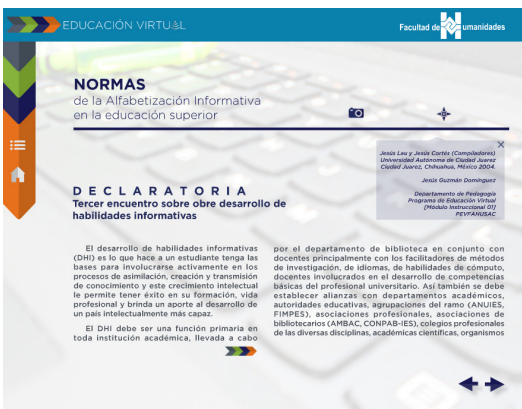 EDUCACIÓN VIRTUAL
Facultad de Humanidades
NORMAS
de la Alfabetización Informativa
en la educación superior
Jesús Lau y Jesús Cortés (Compiladores)
Universidad Autónome de Ciudad Juarez
Ciudad Juarez, Chihuahua, México 2004.
Jesús Guzmán Domínguez
Departamento de Pedagogía
Programa de Educación Virtual
[Módulo Instruccional 01]
PEVFAHUSAC
DECLARATORIA
Tercer encuentro sobre obre desarrollo de
habilidades informativas
El desarrollo de habilidades informativas
(DHI) es lo que hace a un estudiante tenga las
bases para involucrarse activamente en los
procesos de asimilación, creación y transmisión
de conocimiento y este crecimiento intelectual
le permite tener éxito en su formación, vida
profesional y brinda un aporte al desarrollo de
un país intelectualmente más capaz.
El DHI debe ser una función primaria en
toda institución académica, llevada a cabo
por el departamento de biblioteca en conjunto con
docentes principalmente con los facilitadores de métodos
de investigación, de idiomas, de habilidades de cómputo,
docentes involucrados en el desarrollo de competencias
básicas del profesional universitario. Así también se debe
establecer alianzas con departamentos académicos,
autoridades educativas, agrupaciones del ramo (ANUIES,
FIMPES), asociaciones profesionales, asociaciones de
bibliotecarios (AMBAC, CONPAB-IES), colegios profesionales
de las diversas disciplinas, académicas científicas, organismos